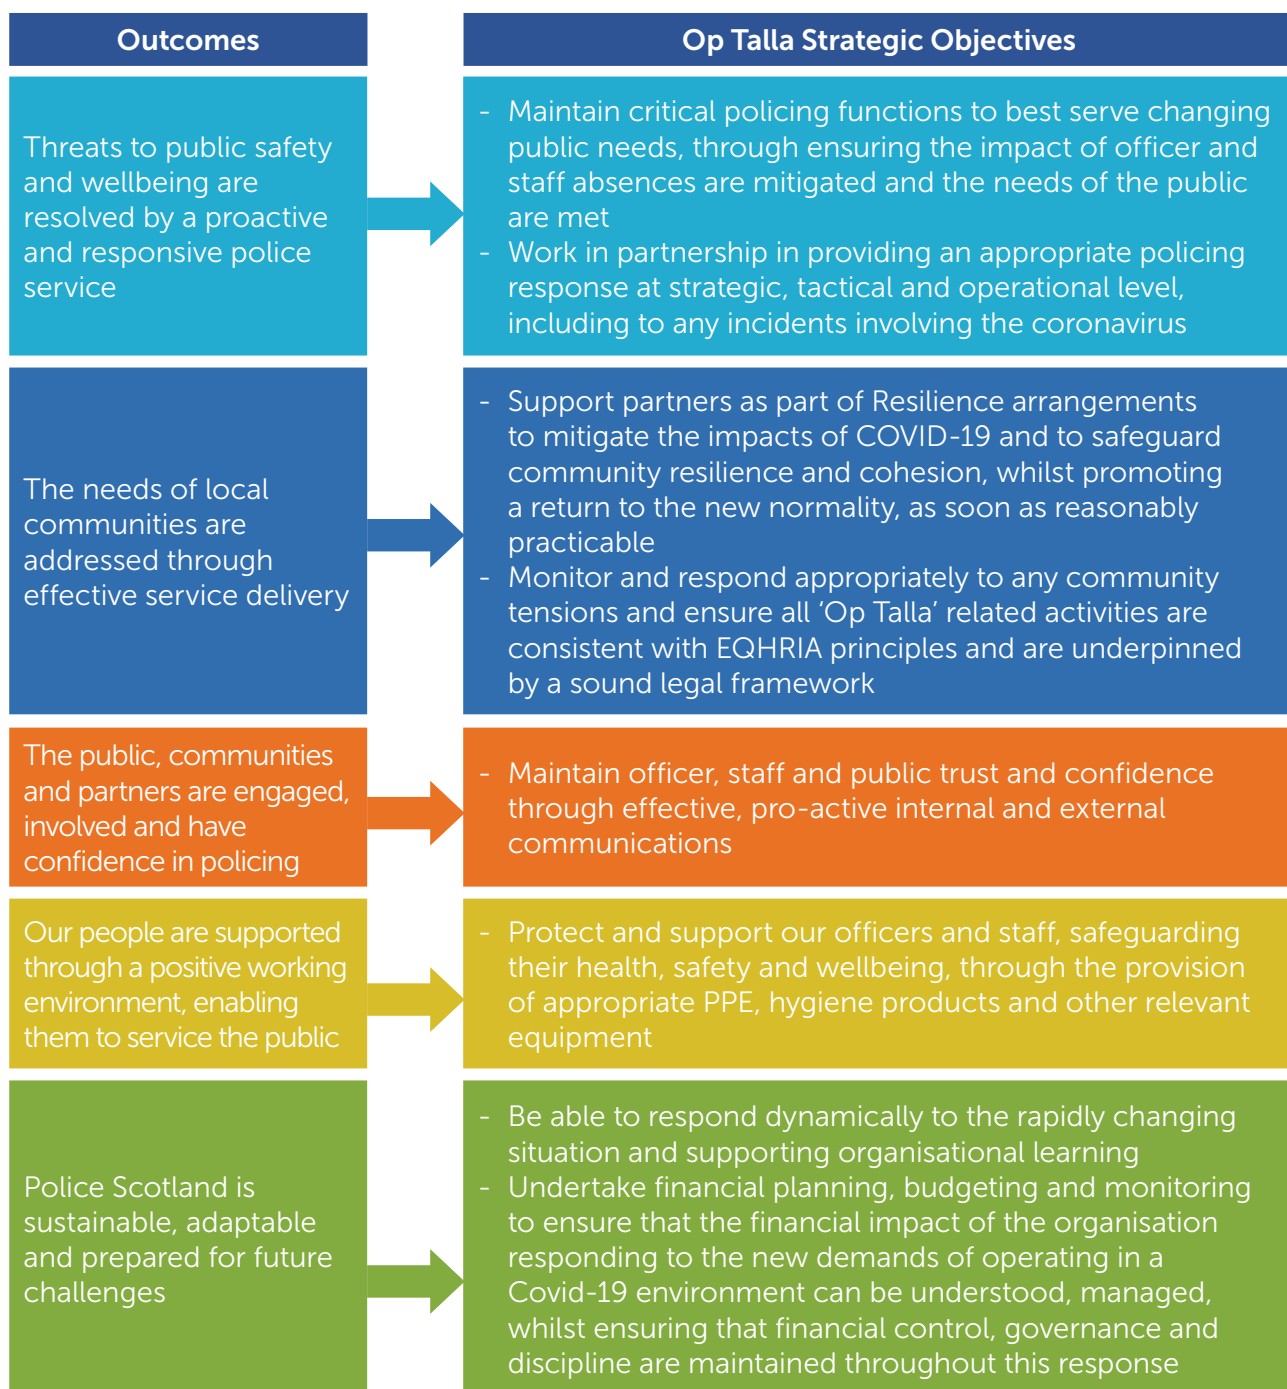 Outcomes
Op Talla Strategic Objectives
Threats to public safety
and wellbeing are
resolved by a proactive
and responsive police
service
- Maintain critical policing functions to best serve changing
public needs, through ensuring the impact of officer and
staff absences are mitigated and the needs of the public
are met
- Work in partnership in providing an appropriate policing
response at strategic, tactical and operational level,
including to any incidents involving the coronavirus
The needs of local
communities are
addressed through
effective service delivery
- Support partners as part of Resilience arrangements
to mitigate the impacts of COVID-19 and to safeguard
community resilience and cohesion, whilst promoting
a return to the new normality, as soon as reasonably
practicable
- Monitor and respond appropriately to any community
tensions and ensure all ‘Op Talla’ related activities are
consistent with EQHRIA principles and are underpinned
by a sound legal framework
The public, communities
and partners are engaged,
involved and have
confidence in policing
- Maintain officer, staff and public trust and confidence
through effective, pro-active internal and external
communications
Our people are supported
through a positive working
environment, enabling
them to service the public
- Protect and support our officers and staff, safeguarding
their health, safety and wellbeing, through the provision
of appropriate PPE, hygiene products and other relevant
equipment
Police Scotland is
sustainable, adaptable
and prepared for future
challenges
- Be able to respond dynamically to the rapidly changing
situation and supporting organisational learning
- Undertake financial planning, budgeting and monitoring
to ensure that the financial impact of the organisation
responding to the new demands of operating in a
Covid-19 environment can be understood, managed,
whilst ensuring that financial control, governance and
discipline are maintained throughout this response